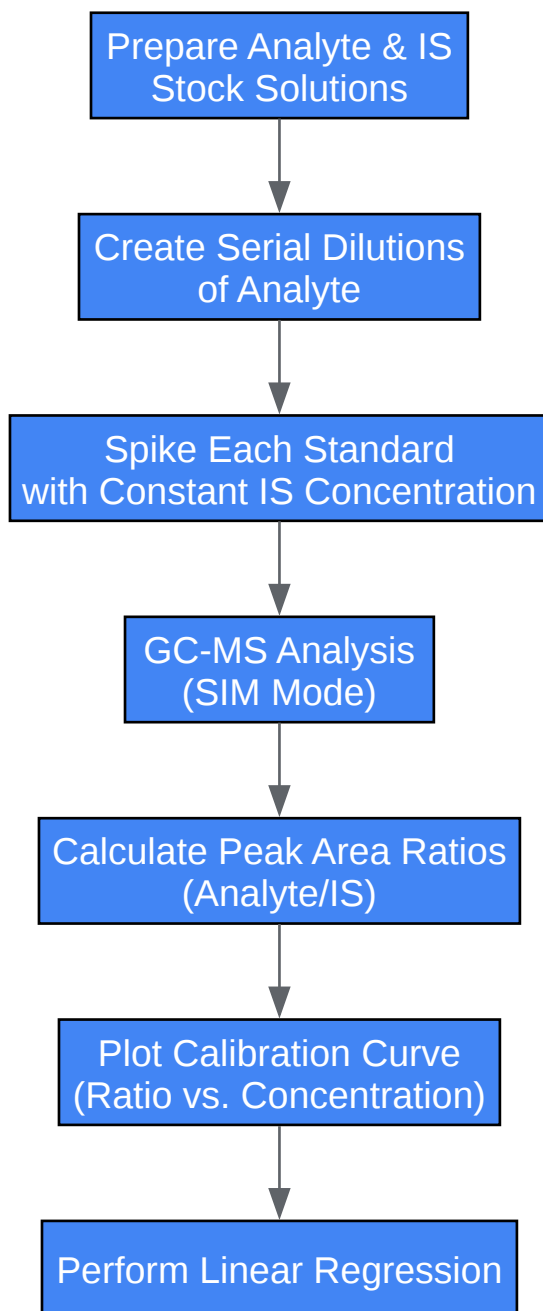 Prepare Analyte & IS
Stock Solutions
Create Serial Dilutions
of Analyte
Spike Each Standard
with Constant IS Concentration
GC-MS Analysis
(SIM Mode)
Calculate Peak Area Ratios
(Analyte/IS)
Plot Calibration Curve
(Ratio vs. Concentration)
Perform Linear Regression